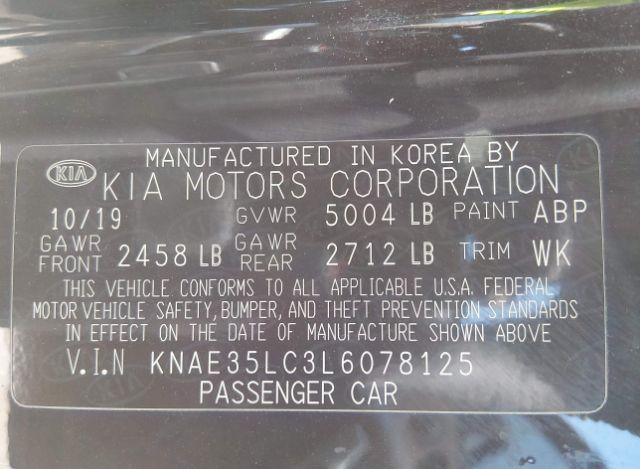 MANUFACTURED IN KOREA BY
KIA KIA MOTORS CORPORATION
10/19 GVWR 5004 LB PAINT ABP
GAWR FRONT 2458 LB GAWR REAR 2712 LB TRIM WK
THIS VEHICLE CONFORMS TO ALL APPLICABLE U.S.A. FEDERAL
MOTOR VEHICLE SAFETY, BUMPER, AND THEFT PREVENTION STANDARDS
IN EFFECT ON THE DATE OF MANUFACTURE SHOWN ABOVE
V.I.N KNAE35LC3L6078125
PASSENGER CAR